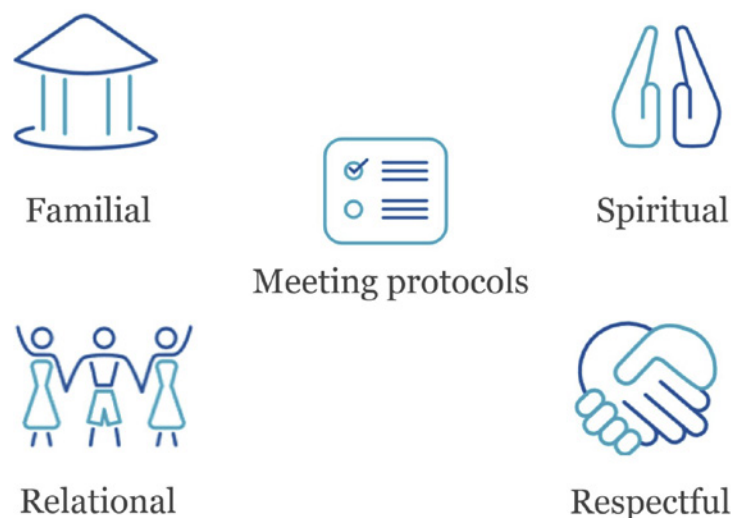 Familial
Spiritual
Meeting protocols
Relational
Respectful